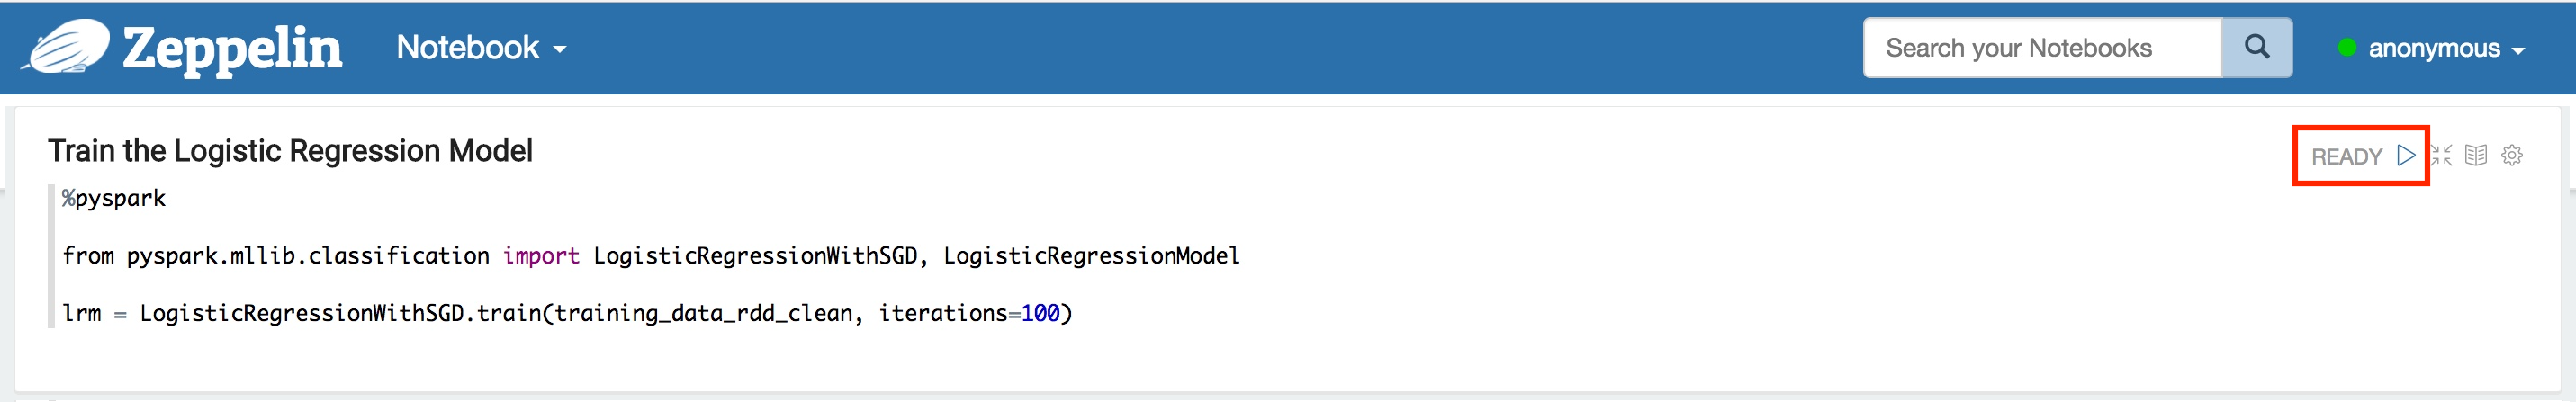 Zeppelin Notebook Search your Notebooks anonymous
Train the Logistic Regression Model READY
%pyspark
from pyspark.mllib.classification import LogisticRegressionWithSGD, LogisticRegressionModel
lrm = LogisticRegressionWithSGD.train(training_data_rdd_clean, iterations=100)